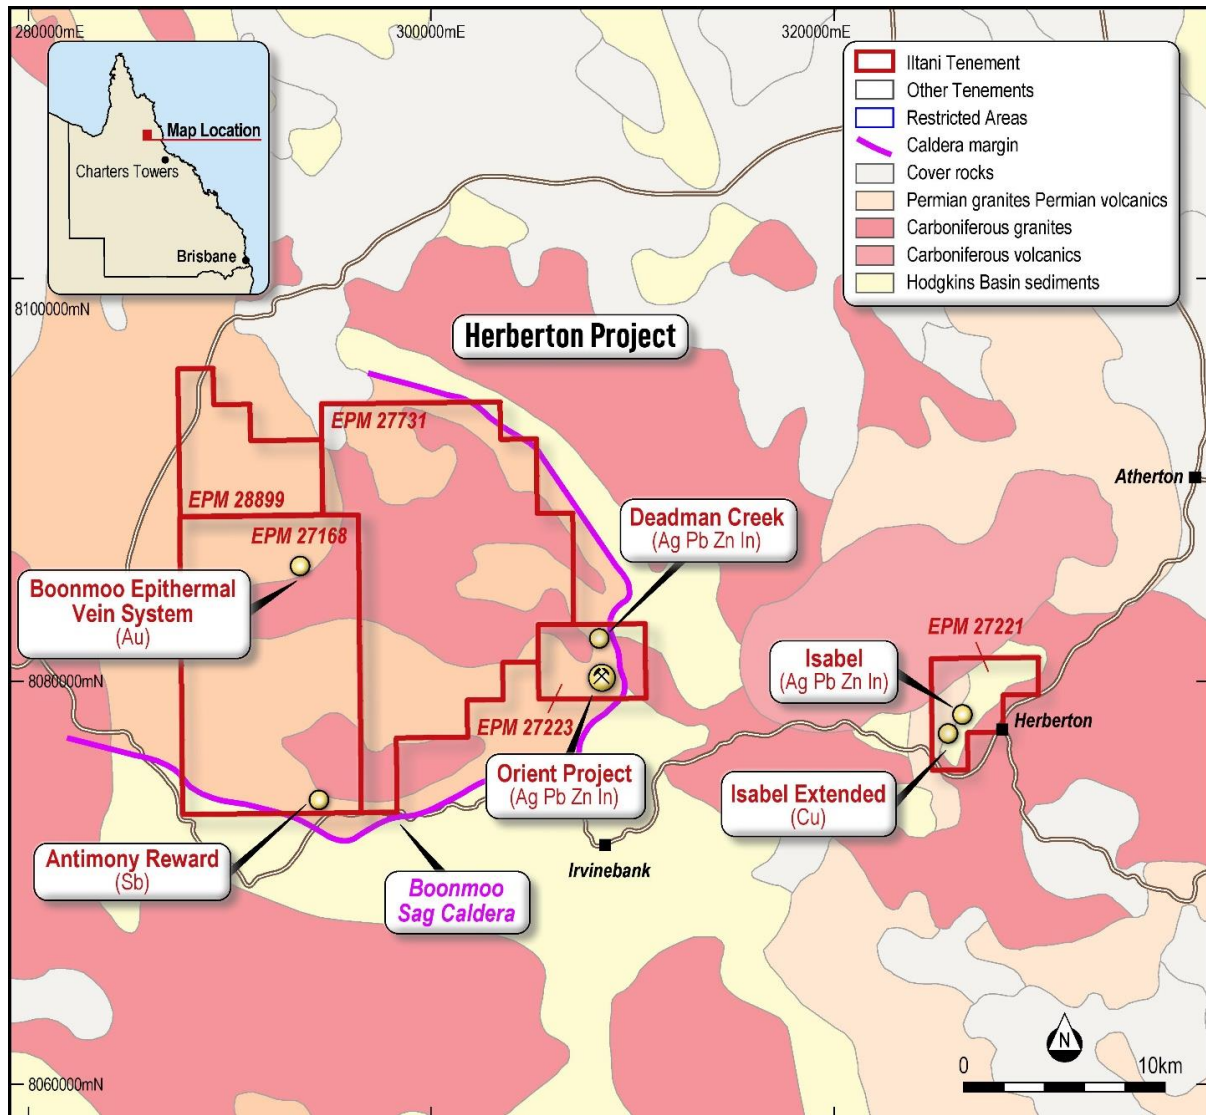 280000mE
300000mE
320000mE
Map Location
Charters Towers
Brisbane
Iltani Tenement
Other Tenements
Restricted Areas
Caldera margin
Cover rocks
Permian granites Permian volcanics
Carboniferous granites
Carboniferous volcanics
Hodgkins Basin sediments
8100000mN
Herberton Project
EPM 27731
Atherton
EPM 28899
EPM 27168
Deadman Creek
(Ag Pb Zn In)
Boonmoo Epithermal
Vein System
(Au)
EPM 27221
Isabel
(Ag Pb Zn In)
8080000mN
EPM 27223
Herberton
Orient Project
(Ag Pb Zn In)
Isabel Extended
(Cu)
Antimony Reward
(Sb)
Irvinebank
Boonmoo
Sag Caldera
N
0
10km
8060000mN